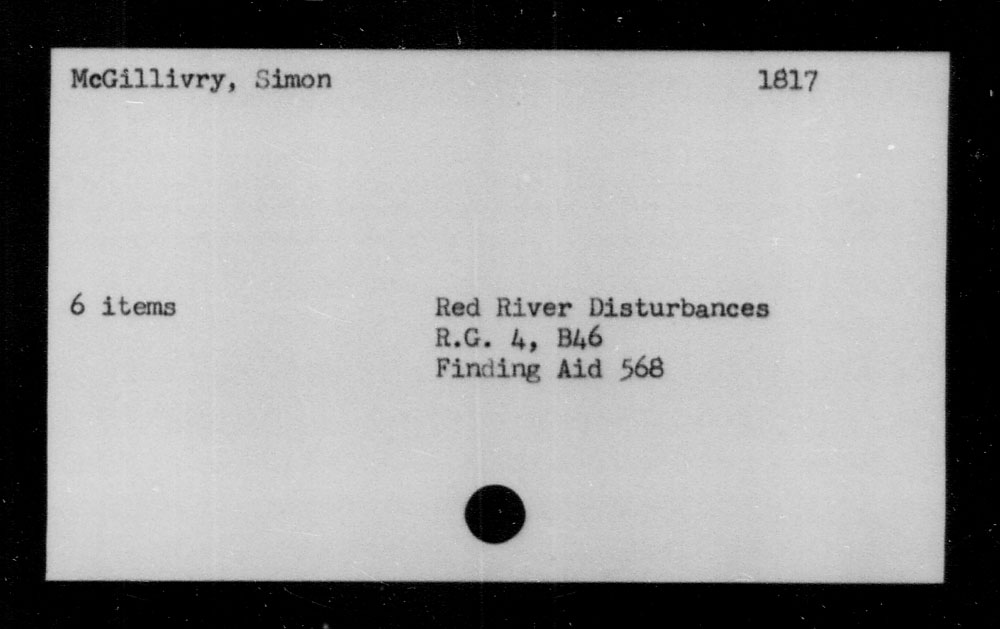 McGillivry, Simon 1817
6 items Red River Disturbances
R.G. 4, B46
Finding Aid 568